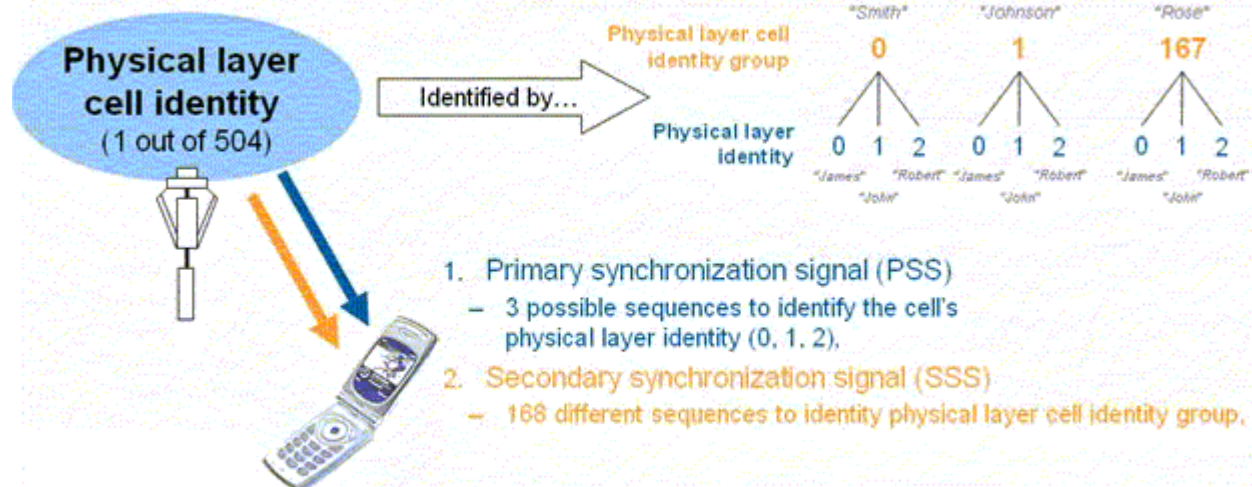 Physical layer
cell identity
(1 out of 504)
Identified by...
Physical layer cell
identity group
"Smith" "Johnson" "Rose"
0 1 167
Physical layer
identity
0 1 2 0 1 2 0 1 2
"James" "Robert" "James" "Robert" "James" "Robert"
"John" "John" "John"
1. Primary synchronization signal (PSS)
– 3 possible sequences to identify the cell's
physical layer identity (0, 1, 2),
2. Secondary synchronization signal (SSS)
– 168 different sequences to identity physical layer cell identity group,